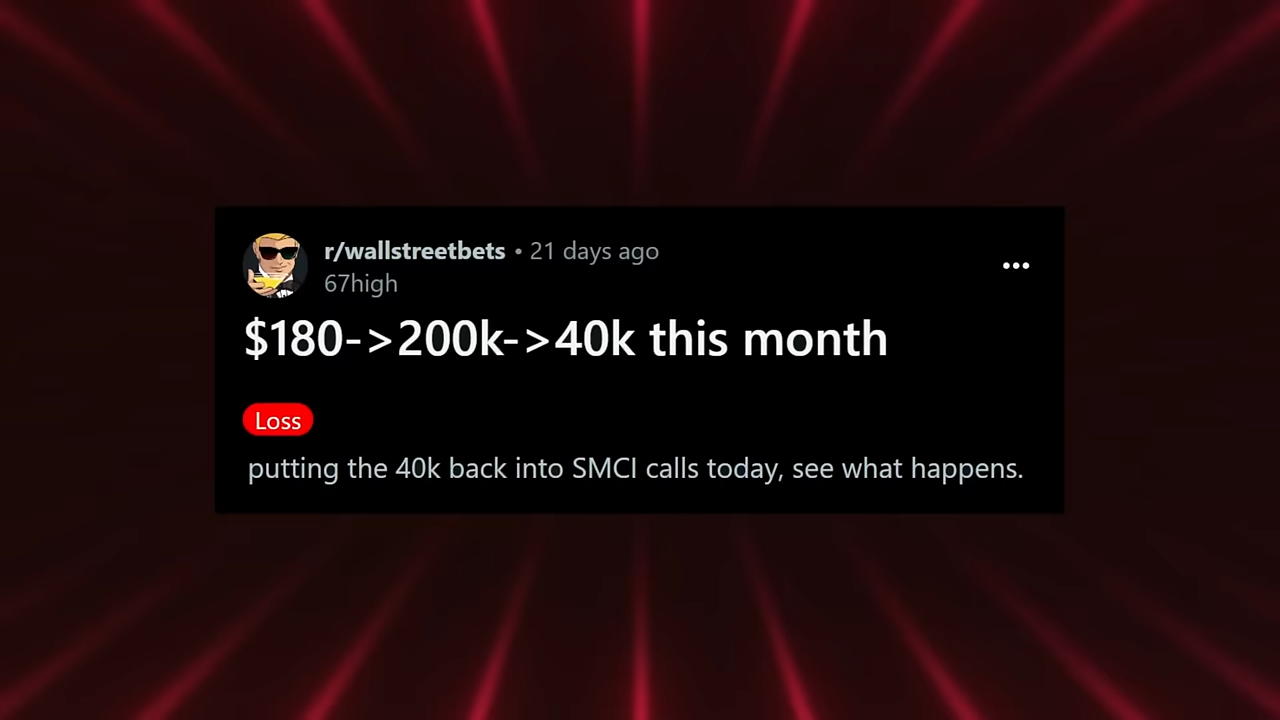 r/wallstreetbets • 21 days ago
67high
$180->200k->40k this month
Loss
putting the 40k back into SMCI calls today, see what happens.